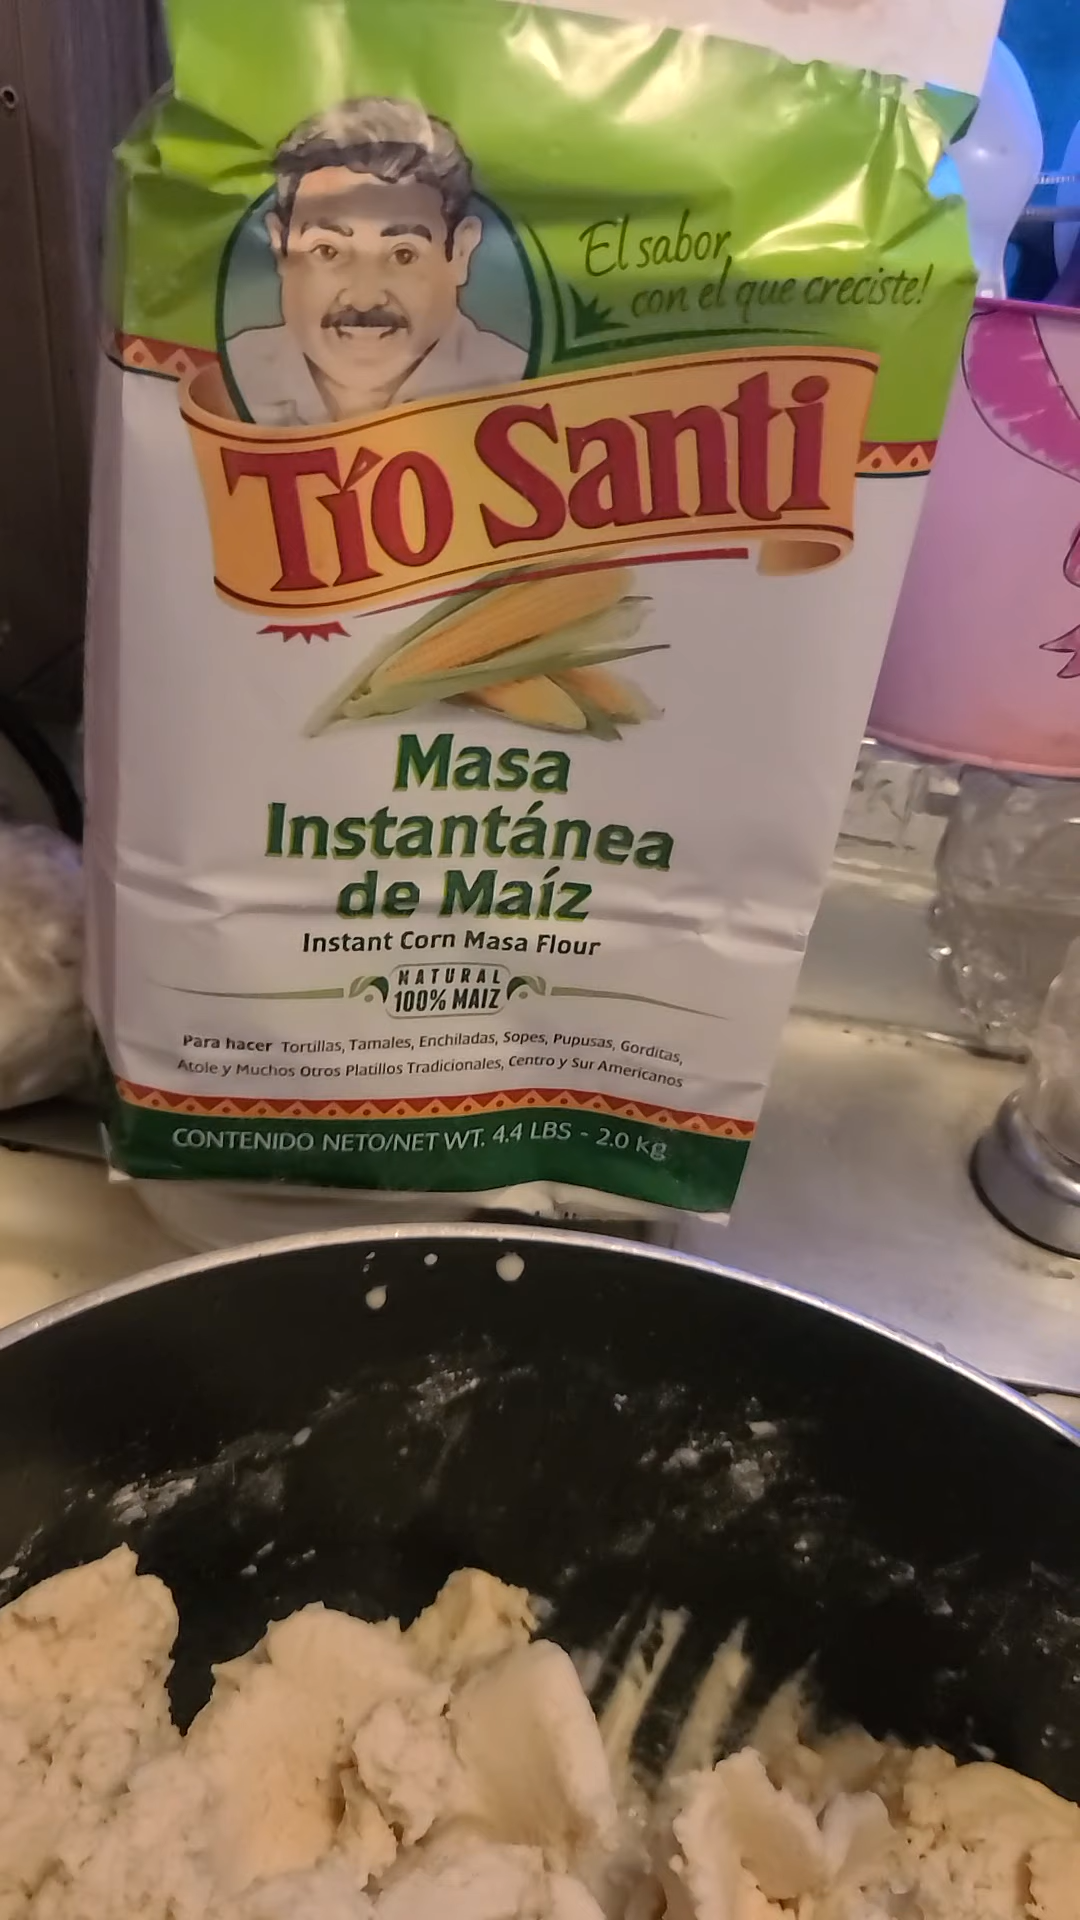 El sabor
con el que creciste!
Tío Santi
Masa
Instantánea
de Maíz
Instant Corn Masa Flour
NATURAL
100% MAIZ
Para hacer Tortillas, Tamales, Enchiladas, Sopes, Pupusas, Gorditas,
Atole y Muchos Otros Platillos Tradicionales, Centro y Sur Americanos
CONTENIDO NETO/NET WT. 4.4 LBS - 2.0 kg